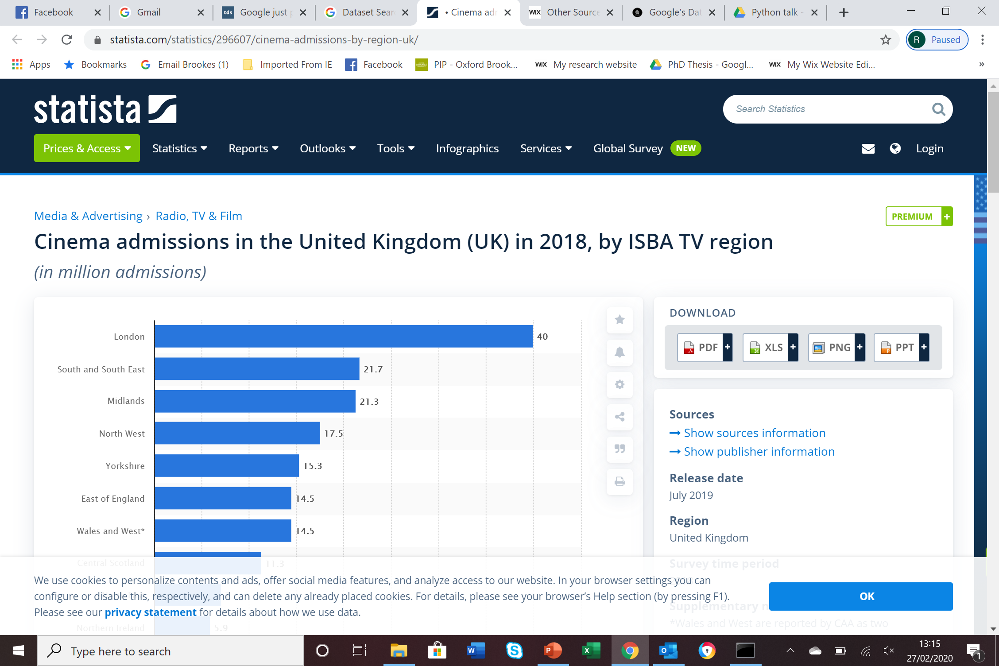 Facebook
Gmail
tds Google just p
Dataset Sear
• Cinema adr
WIX Other Source
Google's Dat
Python talk -
statista.com/statistics/296607/cinema-admissions-by-region-uk/
R Paused
Apps
Bookmarks
Email Brookes (1)
Imported From IE
Facebook
PIP - Oxford Brook...
WIX My research website
PhD Thesis - Googl...
WIX My Wix Website Edi...
»
statista
Search Statistics
Prices & Access
Statistics
Reports
Outlooks
Tools
Infographics
Services
Global Survey NEW
Login
Media & Advertising › Radio, TV & Film
PREMIUM +
Cinema admissions in the United Kingdom (UK) in 2018, by ISBA TV region
(in million admissions)
London 40
South and South East 21.7
Midlands 21.3
North West 17.5
Yorkshire 15.3
East of England 14.5
Wales and West* 14.5
Central Scotland 11.3
Northern Ireland 5.9
DOWNLOAD
PDF +
XLS +
PNG +
PPT +
Sources
→ Show sources information
→ Show publisher information
Release date
July 2019
Region
United Kingdom
Survey time period
Supplementary n
*Wales and West are reported by CAA as two
We use cookies to personalize contents and ads, offer social media features, and analyze access to our website. In your browser settings you can
configure or disable this, respectively, and can delete any already placed cookies. For details, please see your browser's Help section (by pressing F1).
Please see our privacy statement for details about how we use data.
OK
Type here to search
13:15
27/02/2020
1